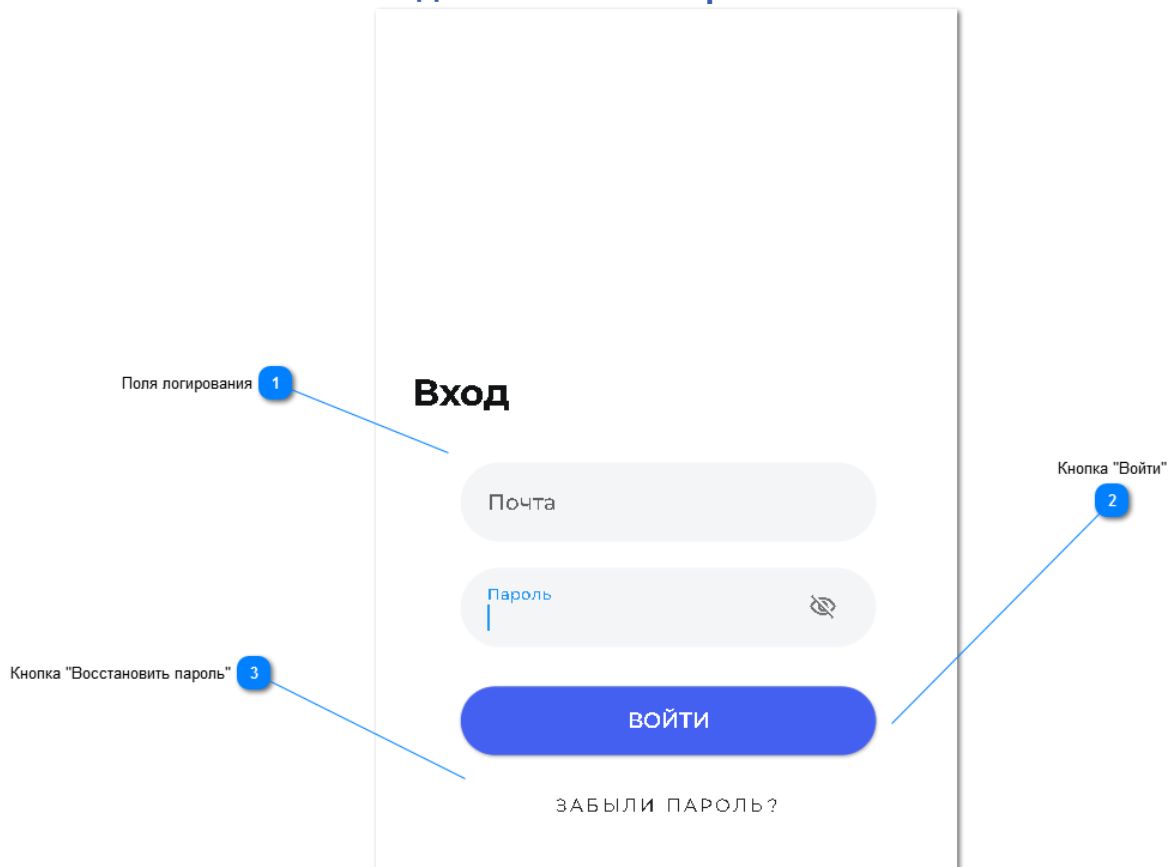 Поля логирования 1
Вход
Кнопка "Войти"
2
Почта
Пароль
Кнопка "Восстановить пароль" 3
ВОЙТИ
ЗАБЫЛИ ПАРОЛЬ?